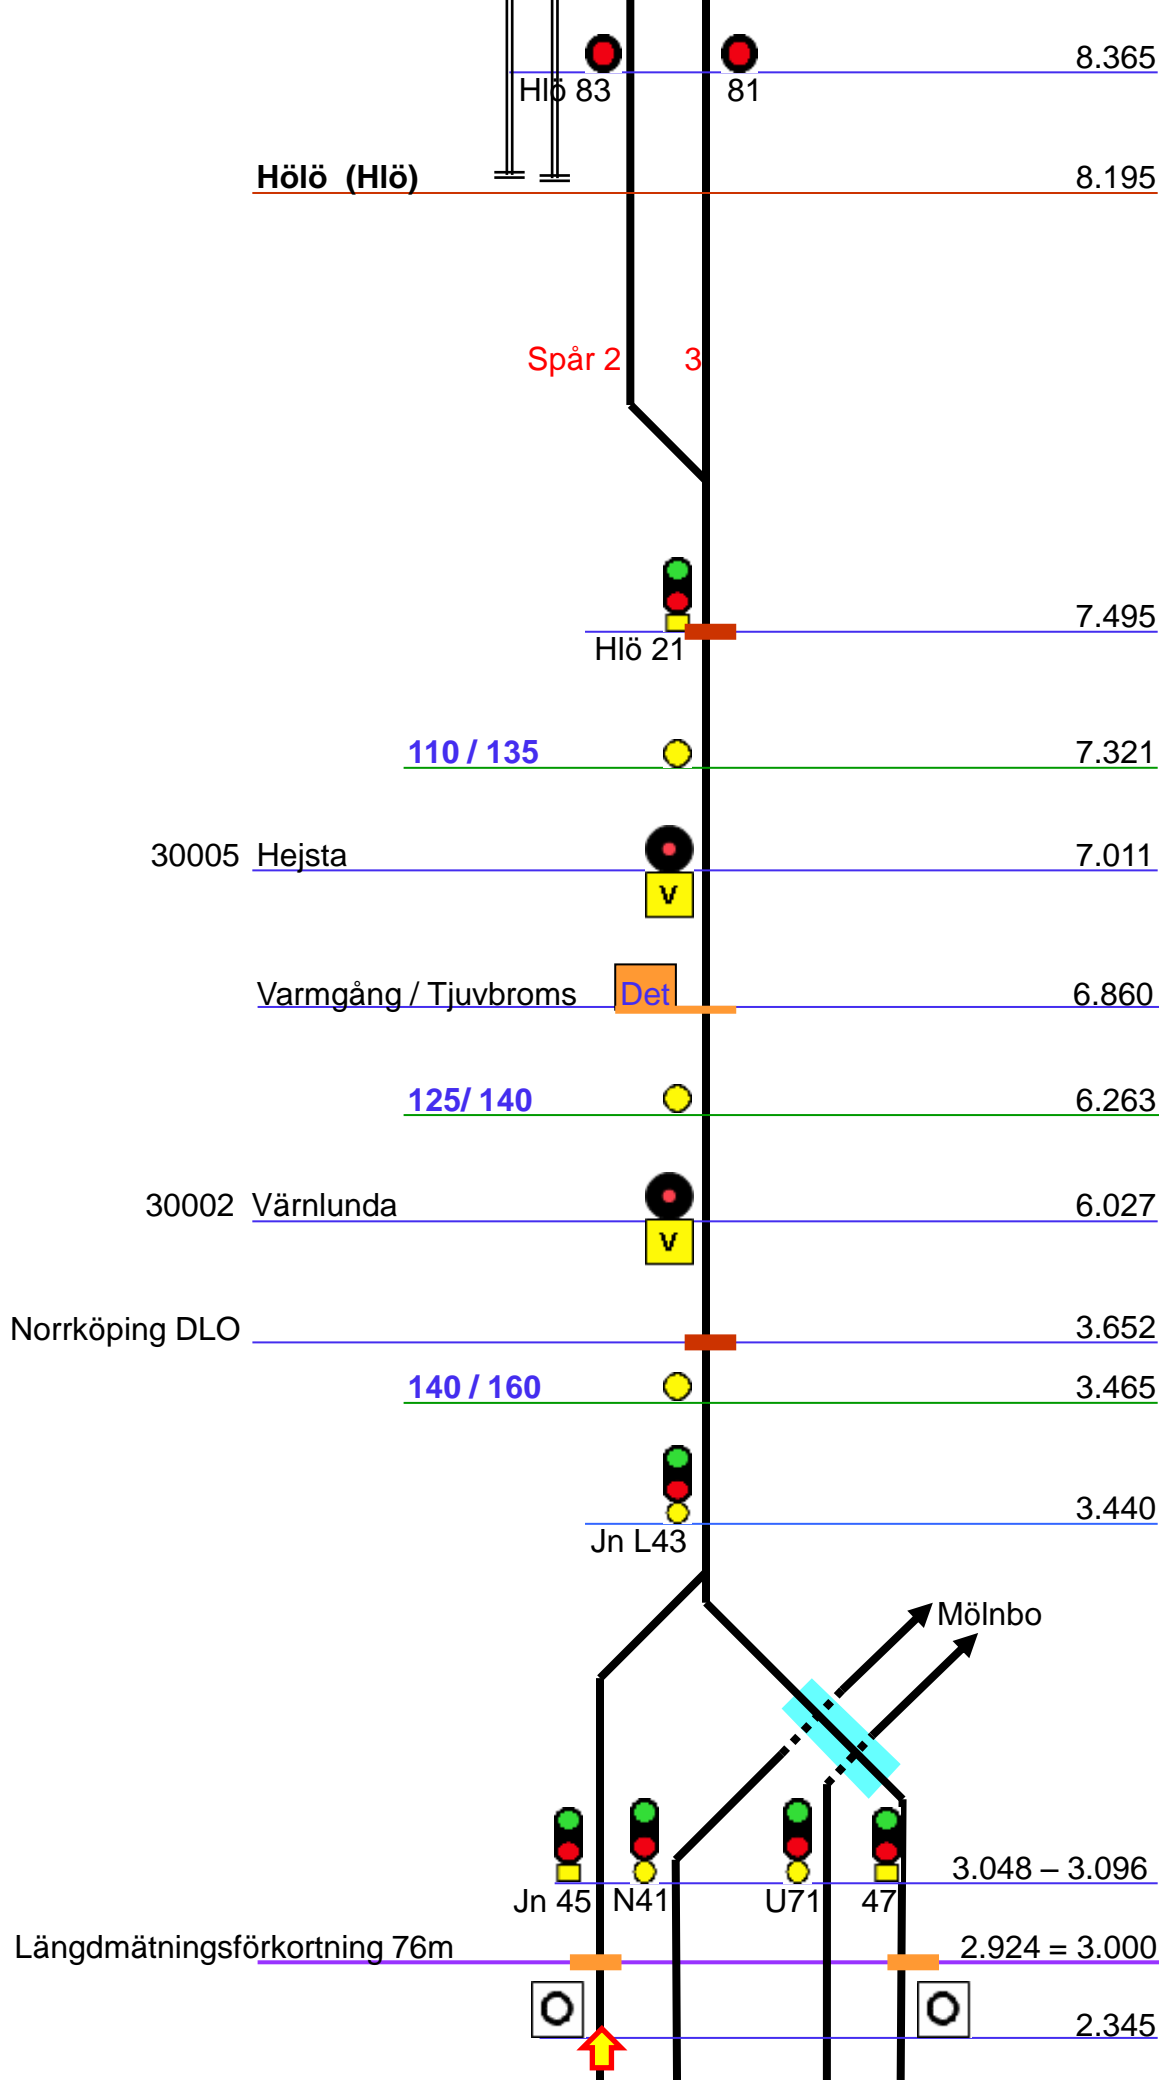 8.365
Hlö 83 81
Hölö (Hlö) 8.195
Spår 2 3
7.495
Hlö 21
110 / 135 7.321
30005 Hejsta 7.011
V
Varmgång / Tjuvbroms Det 6.860
125/ 140 6.263
30002 Värnlunda 6.027
V
Norrköping DLO 3.652
140 / 160 3.465
3.440
Jn L43
Mölnbo
3.048 – 3.096
Jn 45 N41 U71 47
Längdmätningsförkortning 76m 2.924 = 3.000
2.345